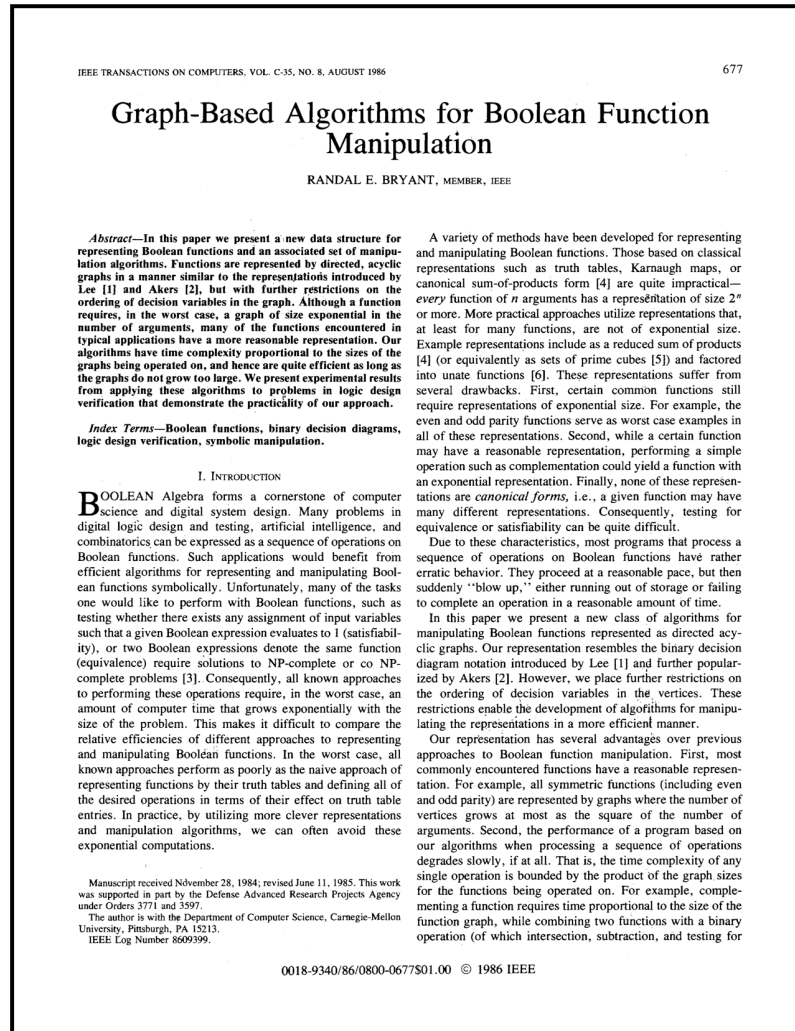 IEEE TRANSACTIONS ON COMPUTERS, VOL. C-35, NO. 8, AUGUST 1986
677
Graph-Based Algorithms for Boolean Function
Manipulation
RANDAL E. BRYANT, MEMBER, IEEE
Abstract—In this paper we present a new data structure for
representing Boolean functions and an associated set of manipu-
lation algorithms. Functions are represented by directed, acyclic
graphs in a manner similar to the representations introduced by
Lee [1] and Akers [2], but with further restrictions on the
ordering of decision variables in the graph. Although a function
requires, in the worst case, a graph of size exponential in the
number of arguments, many of the functions encountered in
typical applications have a more reasonable representation. Our
algorithms have time complexity proportional to the sizes of the
graphs being operated on, and hence are quite efficient as long as
the graphs do not grow too large. We present experimental results
from applying these algorithms to problems in logic design
verification that demonstrate the practicality of our approach.
Index Terms—Boolean functions, binary decision diagrams,
logic design verification, symbolic manipulation.
I. INTRODUCTION
BOOLEAN Algebra forms a cornerstone of computer
science and digital system design. Many problems in
digital logic design and testing, artificial intelligence, and
combinatorics can be expressed as a sequence of operations on
Boolean functions. Such applications would benefit from
efficient algorithms for representing and manipulating Bool-
ean functions symbolically. Unfortunately, many of the tasks
one would like to perform with Boolean functions, such as
testing whether there exists any assignment of input variables
such that a given Boolean expression evaluates to 1 (satisfiabil-
ity), or two Boolean expressions denote the same function
(equivalence) require solutions to NP-complete or co NP-
complete problems [3]. Consequently, all known approaches
to performing these operations require, in the worst case, an
amount of computer time that grows exponentially with the
size of the problem. This makes it difficult to compare the
relative efficiencies of different approaches to representing
and manipulating Boolean functions. In the worst case, all
known approaches perform as poorly as the naive approach of
representing functions by their truth tables and defining all of
the desired operations in terms of their effect on truth table
entries. In practice, by utilizing more clever representations
and manipulation algorithms, we can often avoid these
exponential computations.
Manuscript received November 28, 1984; revised June 11, 1985. This work
was supported in part by the Defense Advanced Research Projects Agency
under Orders 3771 and 3597.
The author is with the Department of Computer Science, Carnegie-Mellon
University, Pittsburgh, PA 15213.
IEEE Log Number 8609399.
A variety of methods have been developed for representing
and manipulating Boolean functions. Those based on classical
representations such as truth tables, Karnaugh maps, or
canonical sum-of-products form [4] are quite impractical—
every function of n arguments has a representation of size 2ⁿ
or more. More practical approaches utilize representations that,
at least for many functions, are not of exponential size.
Example representations include as a reduced sum of products
[4] (or equivalently as sets of prime cubes [5]) and factored
into unate functions [6]. These representations suffer from
several drawbacks. First, certain common functions still
require representations of exponential size. For example, the
even and odd parity functions serve as worst case examples in
all of these representations. Second, while a certain function
may have a reasonable representation, performing a simple
operation such as complementation could yield a function with
an exponential representation. Finally, none of these represen-
tations are canonical forms, i.e., a given function may have
many different representations. Consequently, testing for
equivalence or satisfiability can be quite difficult.
Due to these characteristics, most programs that process a
sequence of operations on Boolean functions have rather
erratic behavior. They proceed at a reasonable pace, but then
suddenly "blow up," either running out of storage or failing
to complete an operation in a reasonable amount of time.
In this paper we present a new class of algorithms for
manipulating Boolean functions represented as directed acy-
clic graphs. Our representation resembles the binary decision
diagram notation introduced by Lee [1] and further popular-
ized by Akers [2]. However, we place further restrictions on
the ordering of decision variables in the vertices. These
restrictions enable the development of algorithms for manipu-
lating the representations in a more efficient manner.
Our representation has several advantages over previous
approaches to Boolean function manipulation. First, most
commonly encountered functions have a reasonable represen-
tation. For example, all symmetric functions (including even
and odd parity) are represented by graphs where the number of
vertices grows at most as the square of the number of
arguments. Second, the performance of a program based on
our algorithms when processing a sequence of operations
degrades slowly, if at all. That is, the time complexity of any
single operation is bounded by the product of the graph sizes
for the functions being operated on. For example, comple-
menting a function requires time proportional to the size of the
function graph, while combining two functions with a binary
operation (of which intersection, subtraction, and testing for
0018-9340/86/0800-0677$01.00 © 1986 IEEE